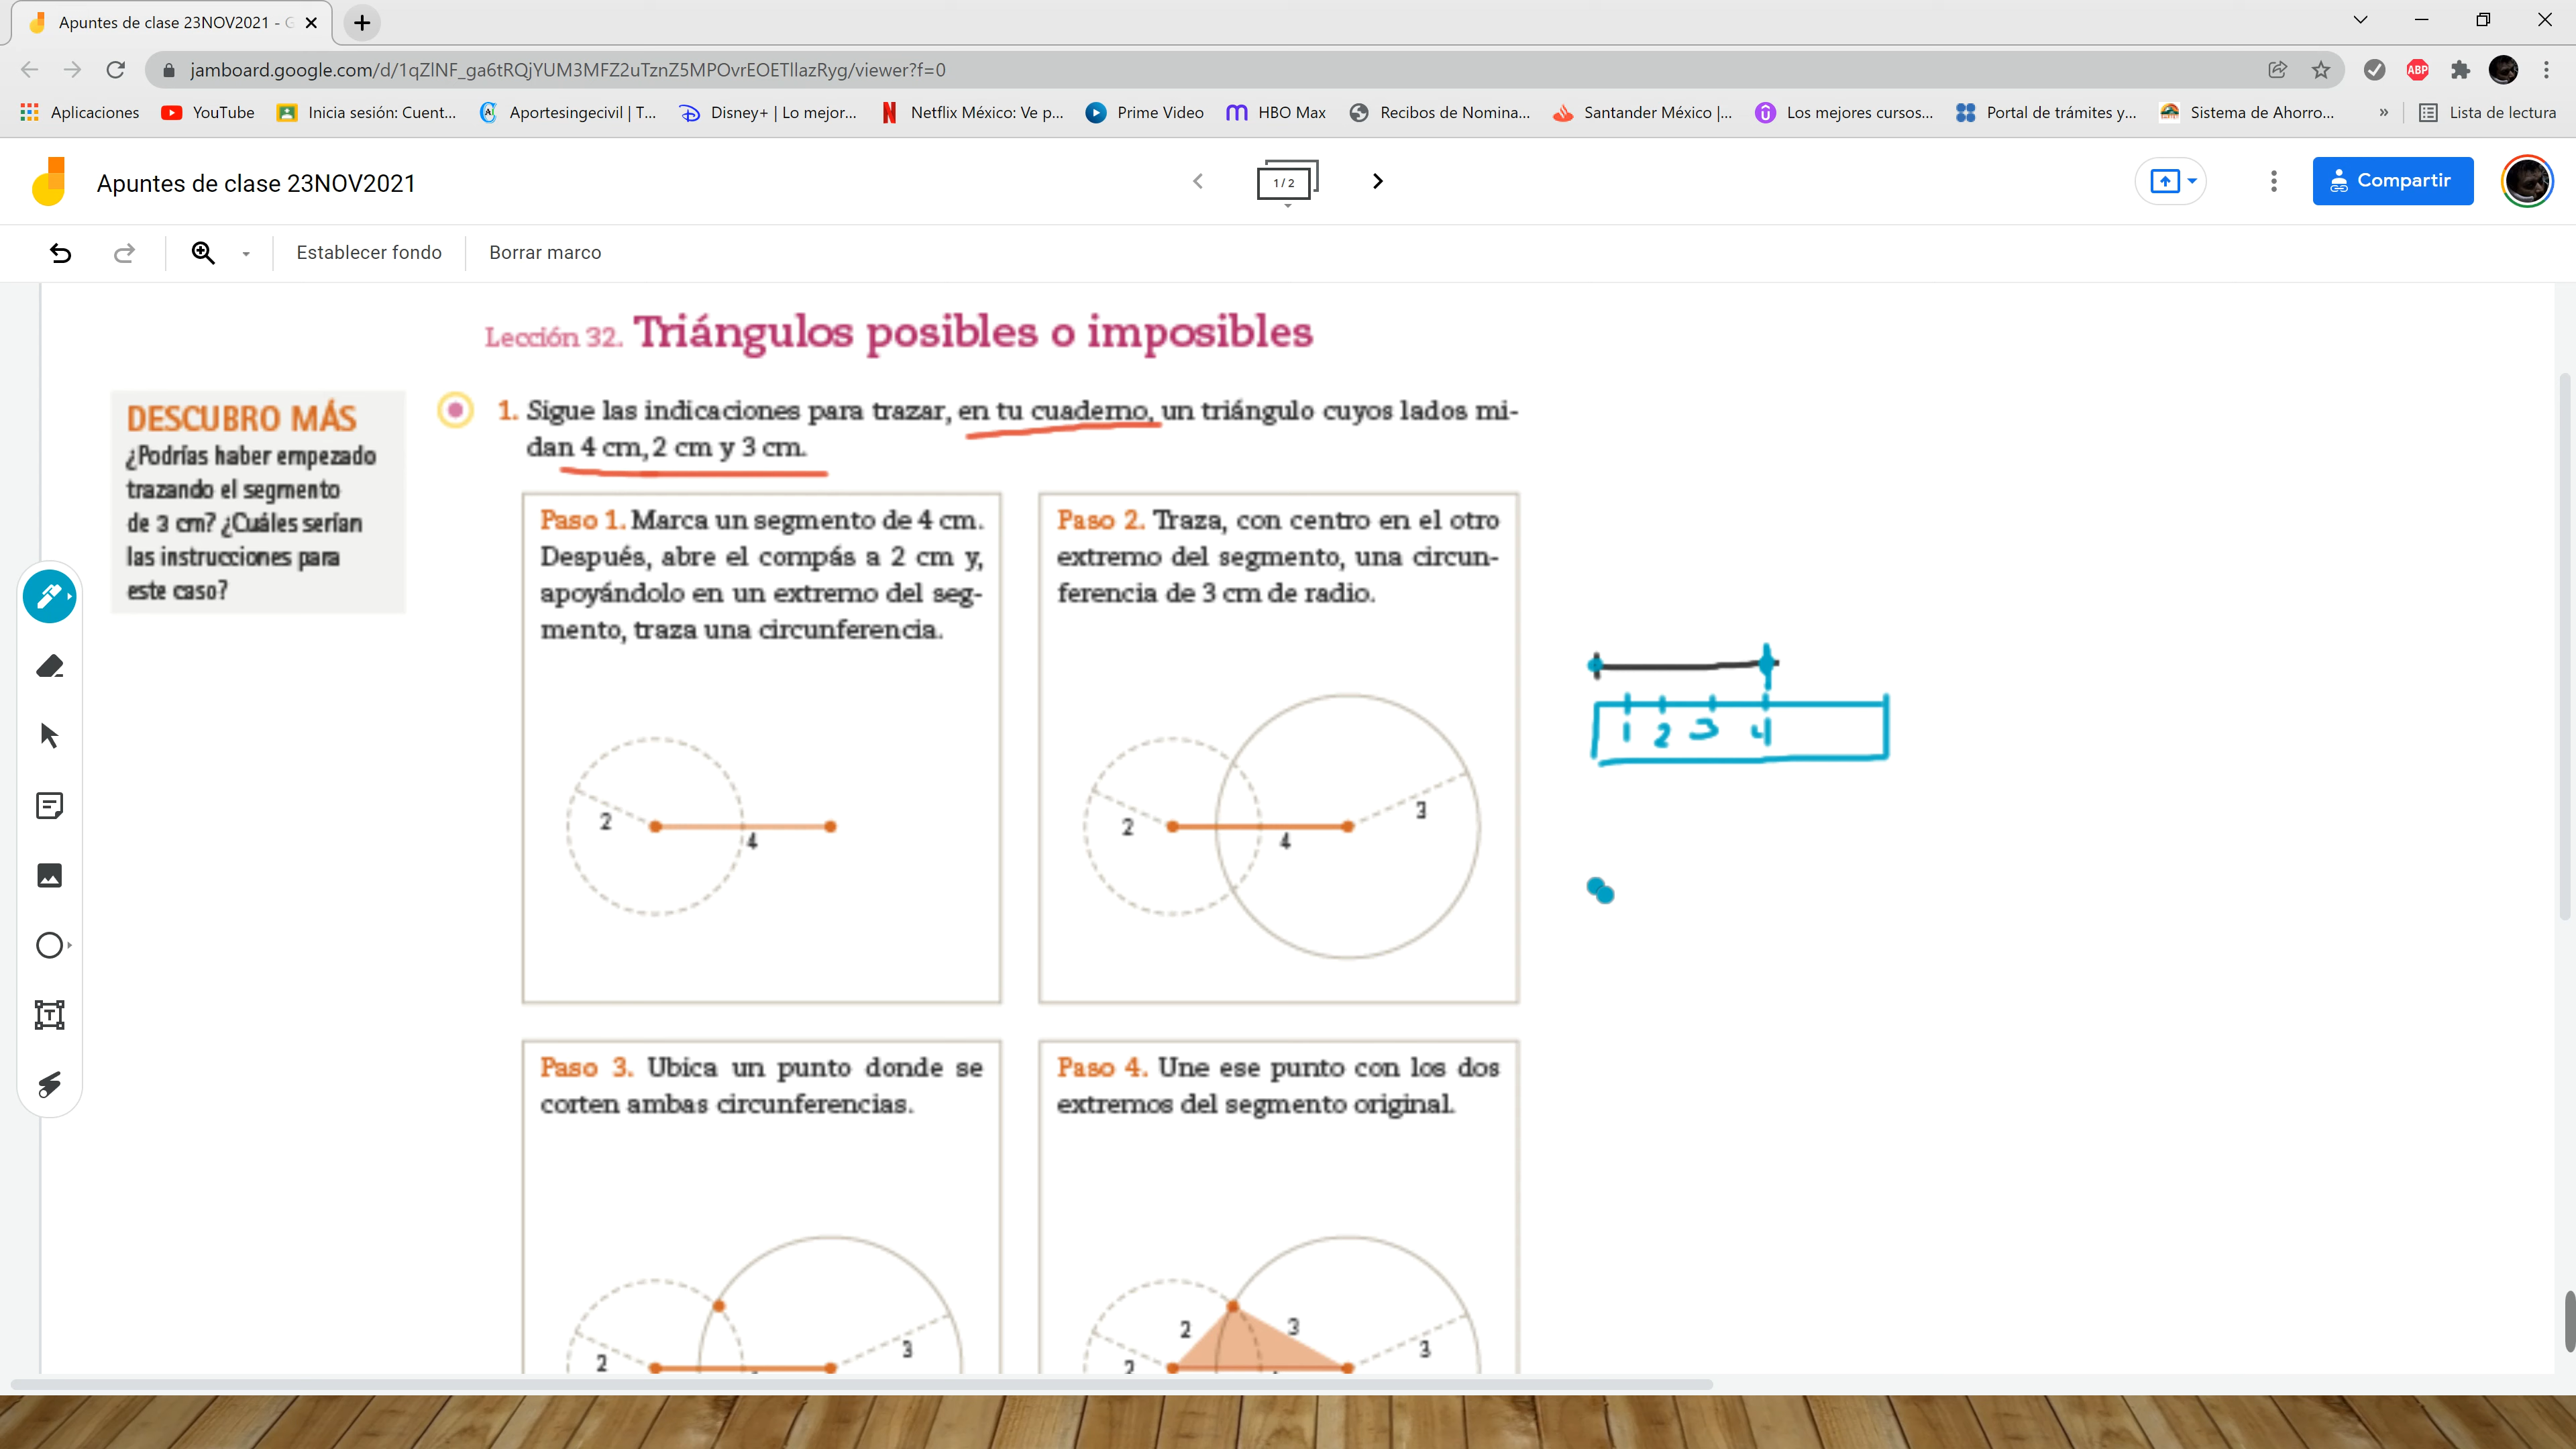 Apuntes de clase 23NOV2021 - G
jamboard.google.com/d/1qZlNF_ga6tRQjYUM3MFZ2uTznZ5MPOvrEOETllazRyg/viewer?f=0
ABP
Aplicaciones YouTube Inicia sesión: Cuent... Aportesingecivil | T... Disney+ | Lo mejor... Netflix México: Ve p... Prime Video HBO Max Recibos de Nomina... Santander México |... Los mejores cursos... Portal de trámites y... Sistema de Ahorro... » Lista de lectura
Apuntes de clase 23NOV2021
1 / 2
Compartir
Establecer fondo Borrar marco
Lección 32. Triángulos posibles o imposibles
DESCUBRO MÁS
¿Podrías haber empezado
trazando el segmento
de 3 cm? ¿Cuáles serían
las instrucciones para
este caso?
1. Sigue las indicaciones para trazar, en tu cuaderno, un triángulo cuyos lados mi-
dan 4 cm, 2 cm y 3 cm.
Paso 1. Marca un segmento de 4 cm.
Después, abre el compás a 2 cm y,
apoyándolo en un extremo del seg-
mento, traza una circunferencia.
2
4
Paso 2. Traza, con centro en el otro
extremo del segmento, una circun-
ferencia de 3 cm de radio.
2
4
3
1 2 3 4
Paso 3. Ubica un punto donde se
corten ambas circunferencias.
2
3
Paso 4. Une ese punto con los dos
extremos del segmento original.
2
3
2
3